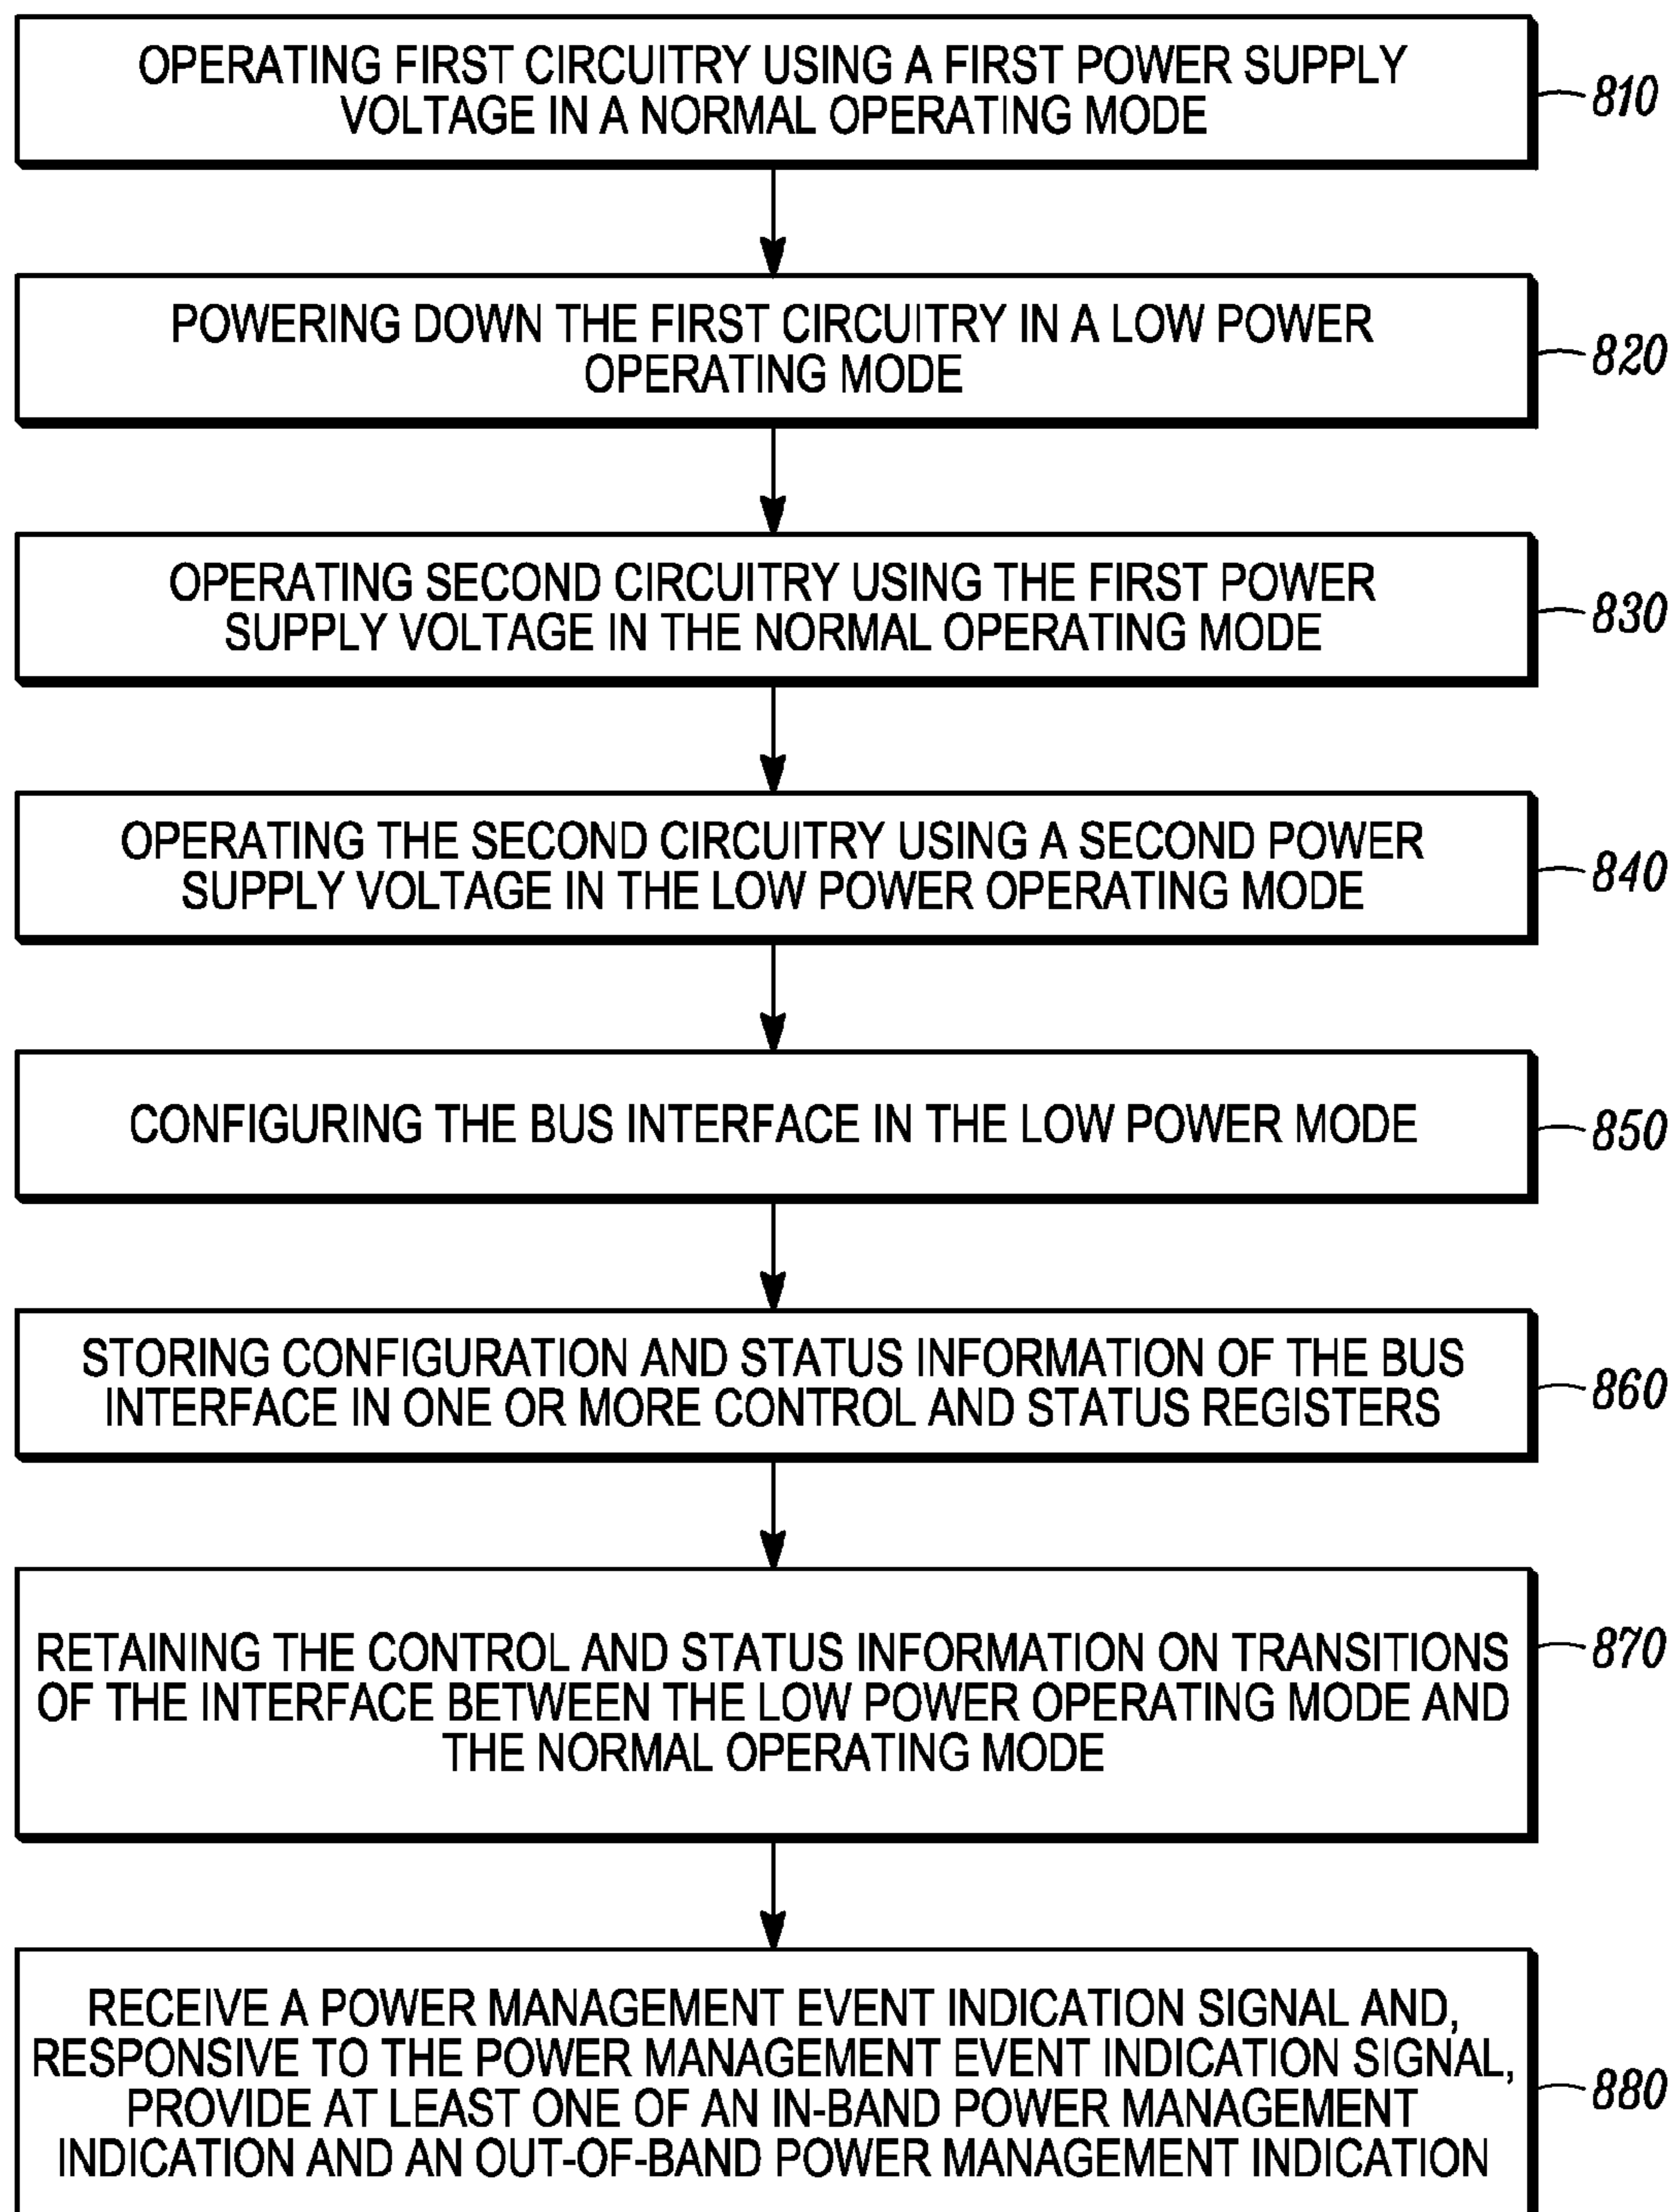 OPERATING FIRST CIRCUITRY USING A FIRST POWER SUPPLY
VOLTAGE IN A NORMAL OPERATING MODE
810
POWERING DOWN THE FIRST CIRCUITRY IN A LOW POWER
OPERATING MODE
820
OPERATING SECOND CIRCUITRY USING THE FIRST POWER
SUPPLY VOLTAGE IN THE NORMAL OPERATING MODE
830
OPERATING THE SECOND CIRCUITRY USING A SECOND POWER
SUPPLY VOLTAGE IN THE LOW POWER OPERATING MODE
840
CONFIGURING THE BUS INTERFACE IN THE LOW POWER MODE
850
STORING CONFIGURATION AND STATUS INFORMATION OF THE BUS
INTERFACE IN ONE OR MORE CONTROL AND STATUS REGISTERS
860
RETAINING THE CONTROL AND STATUS INFORMATION ON TRANSITIONS
OF THE INTERFACE BETWEEN THE LOW POWER OPERATING MODE AND
THE NORMAL OPERATING MODE
870
RECEIVE A POWER MANAGEMENT EVENT INDICATION SIGNAL AND,
RESPONSIVE TO THE POWER MANAGEMENT EVENT INDICATION SIGNAL,
PROVIDE AT LEAST ONE OF AN IN-BAND POWER MANAGEMENT
INDICATION AND AN OUT-OF-BAND POWER MANAGEMENT INDICATION
880